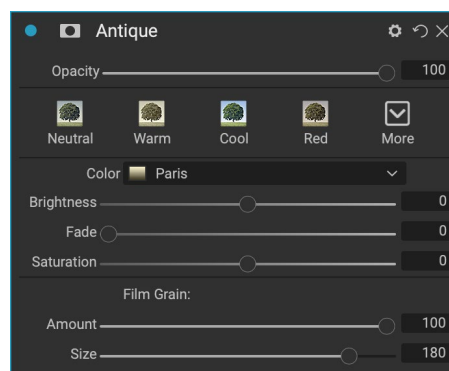 Antique
Opacity 100
Neutral Warm Cool Red More
Color Paris
Brightness 0
Fade 0
Saturation 0
Film Grain:
Amount 100
Size 180